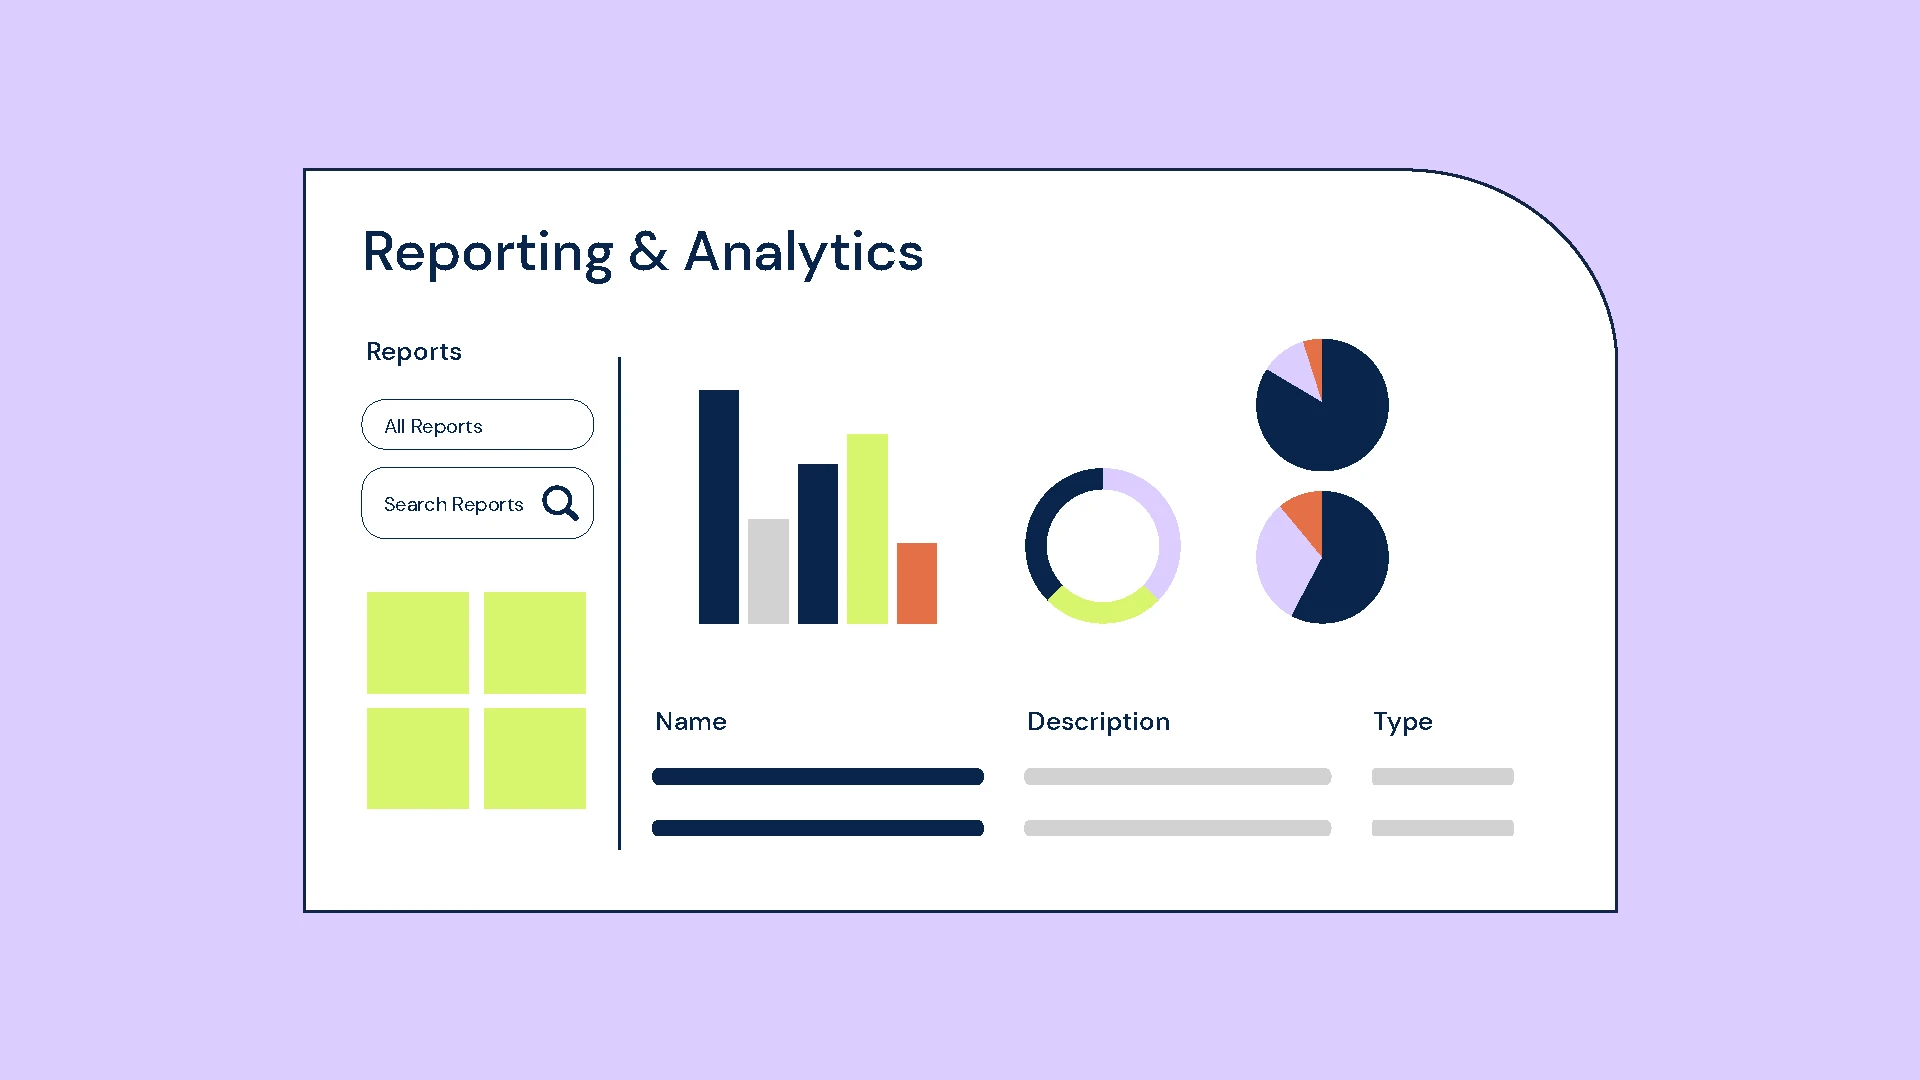 Reporting & Analytics
Reports
All Reports
Search Reports
Name
Description
Type